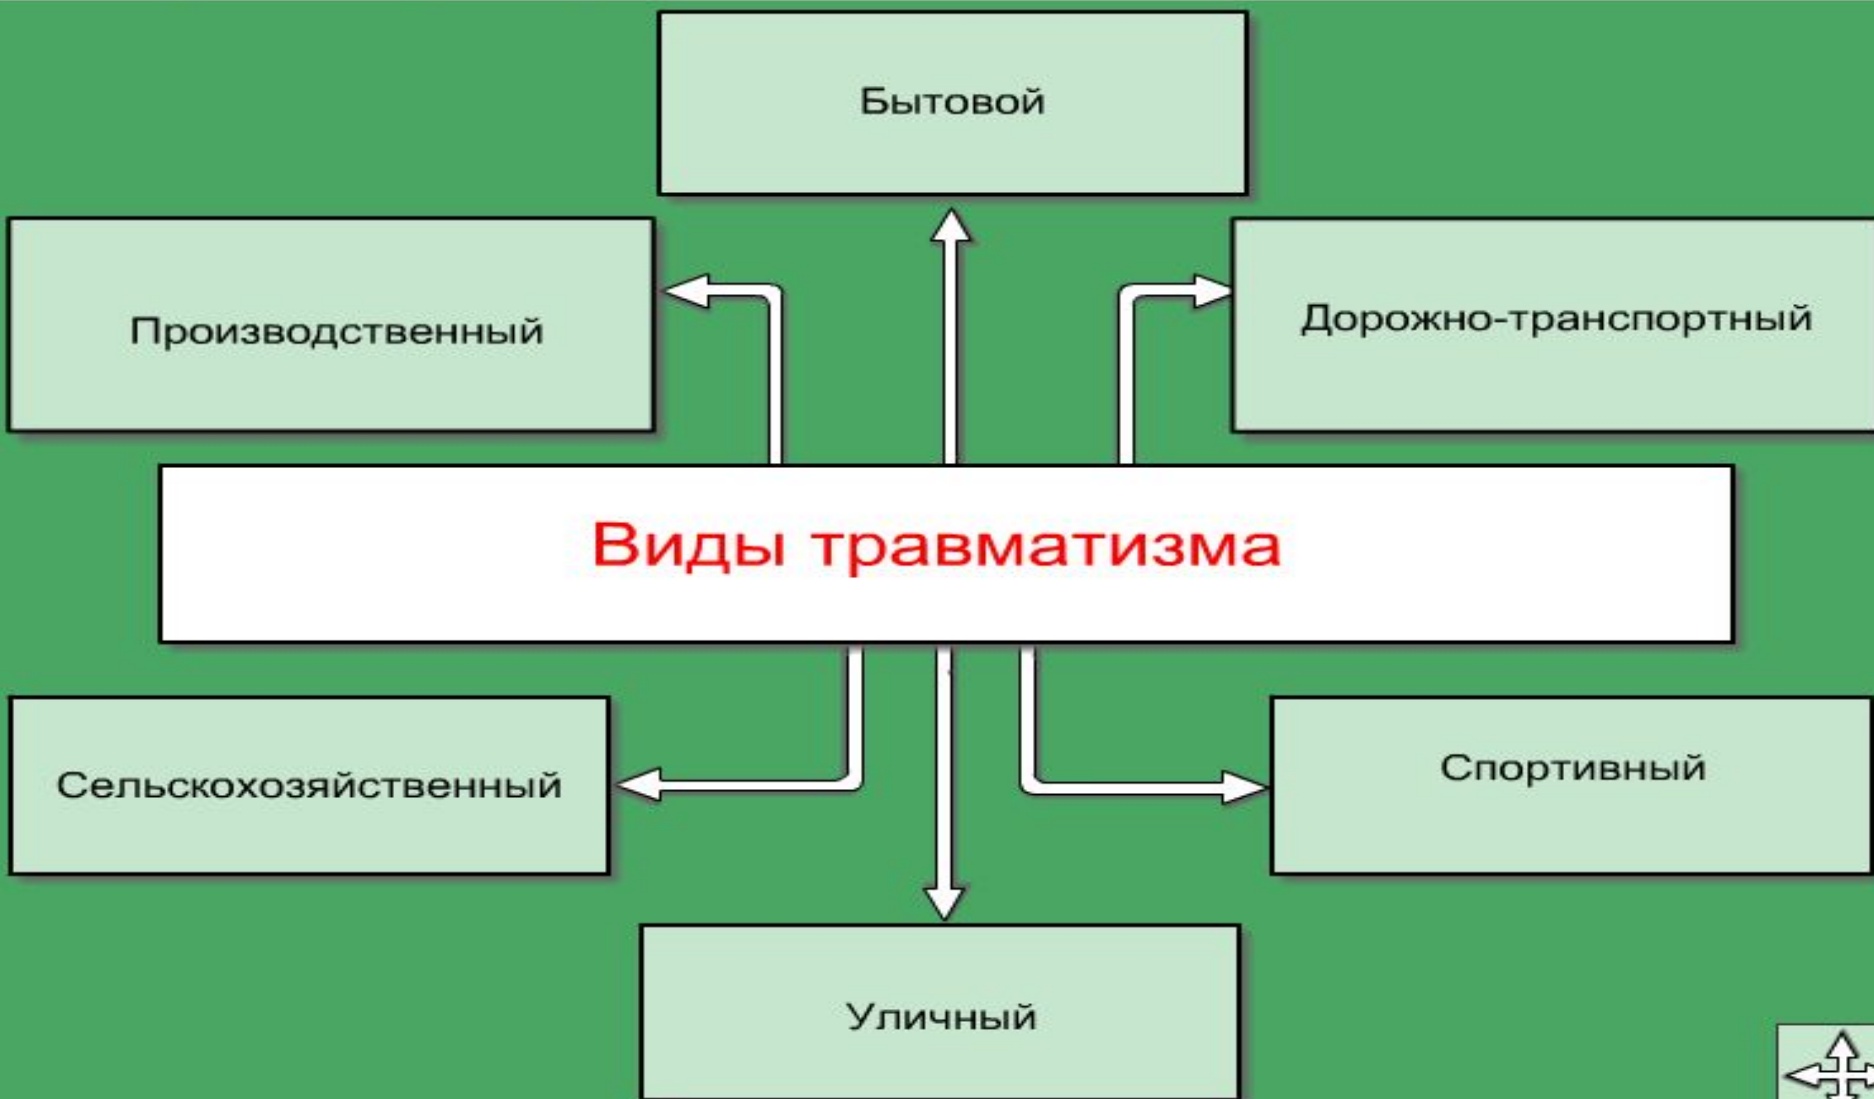 Бытовой
Производственный
Дорожно-транспортный
Виды травматизма
Сельскохозяйственный
Спортивный
Уличный